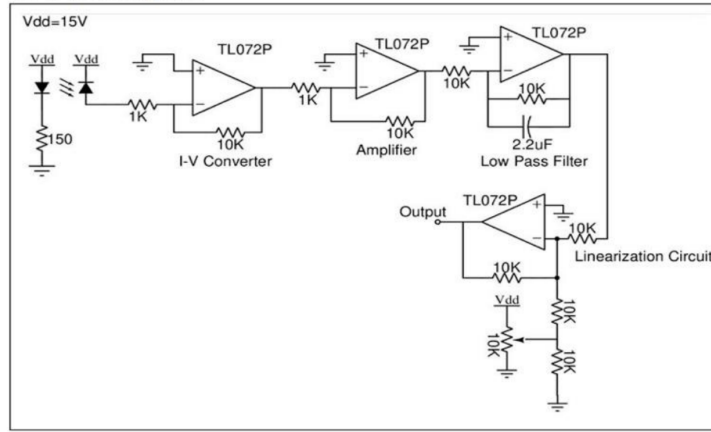 Vdd=15V
Vdd
Vdd
150
1K
TL072P
+
-
10K
I-V Converter
1K
TL072P
+
-
10K
Amplifier
10K
TL072P
+
-
10K
2.2uF
Low Pass Filter
TL072P
+
-
Output
10K
10K
Linearization Circuit
10K
Vdd
10K
10K